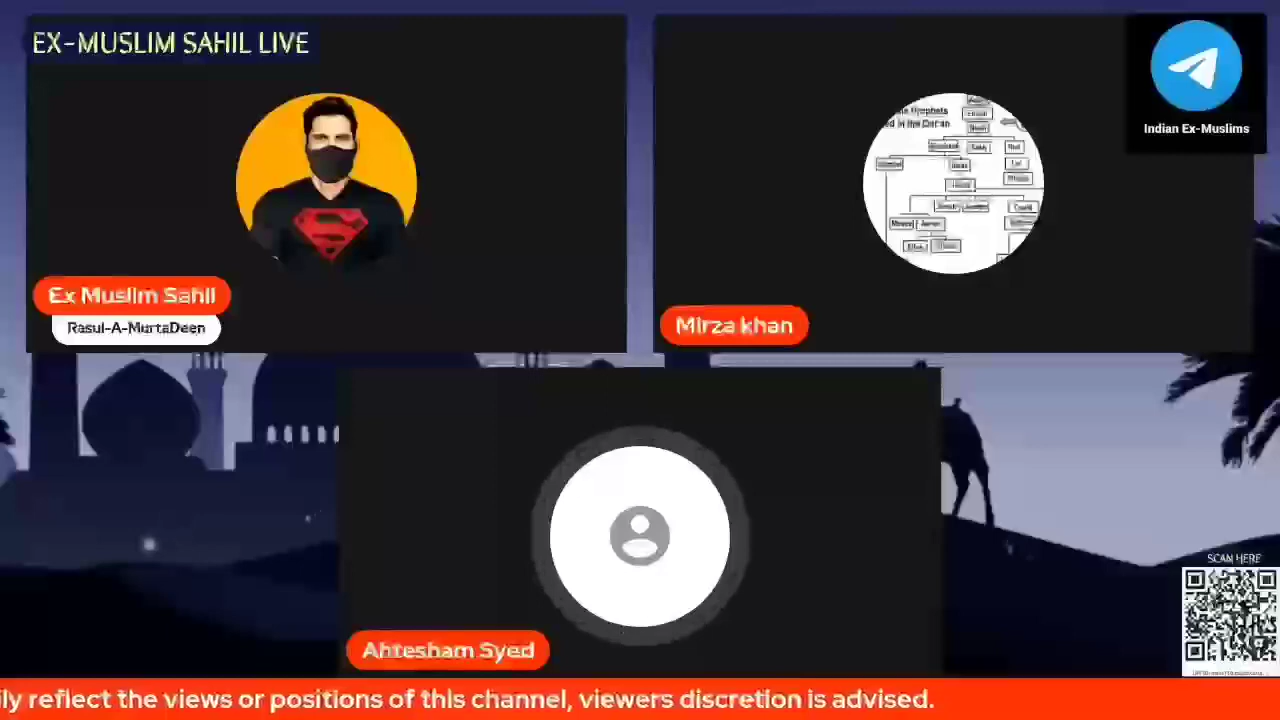 EX-MUSLIM SAHIL LIVE
Indian Ex-Muslims
Ex Muslim Sahil
Rasul-A-MurtaDeen
Mirza khan
Ahtesham Syed
SCAN HERE
ily reflect the views or positions of this channel, viewers discretion is advised.